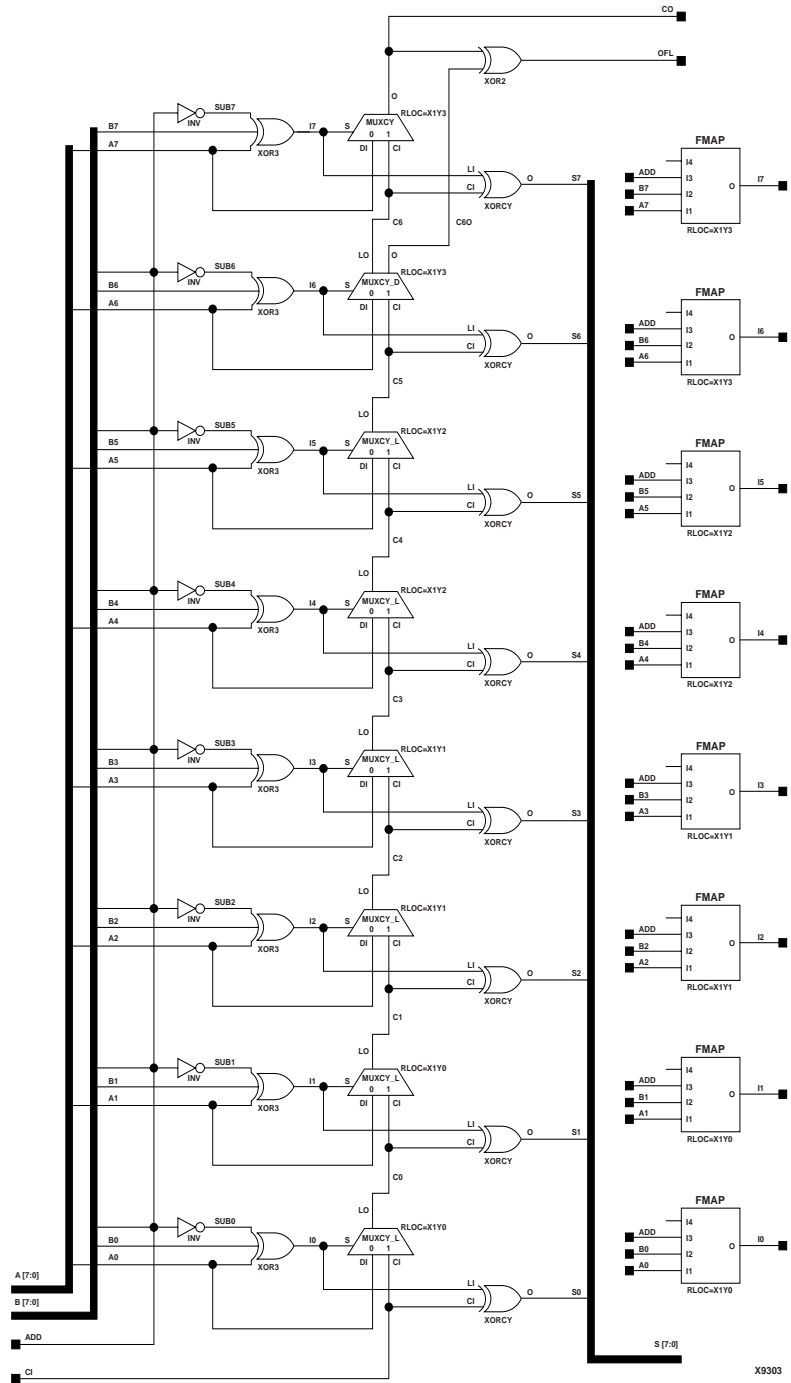 CO
OFL
XOR2
O
RLOC=X1Y3
SUB7
INV
B7
A7
XOR3
I7
S
MUXCY
0 1
DI
CI
LI
CI
O
XORCY
S7
C6
C6O
LO
O
RLOC=X1Y3
SUB6
INV
B6
A6
XOR3
I6
S
MUXCY_D
0 1
DI
CI
LI
CI
O
XORCY
S6
C5
LO
RLOC=X1Y2
SUB5
INV
B5
A5
XOR3
I5
S
MUXCY_L
0 1
DI
CI
LI
CI
O
XORCY
S5
C4
LO
RLOC=X1Y2
SUB4
INV
B4
A4
XOR3
I4
S
MUXCY_L
0 1
DI
CI
LI
CI
O
XORCY
S4
C3
LO
RLOC=X1Y1
SUB3
INV
B3
A3
XOR3
I3
S
MUXCY_L
0 1
DI
CI
LI
CI
O
XORCY
S3
C2
LO
RLOC=X1Y1
SUB2
INV
B2
A2
XOR3
I2
S
MUXCY_L
0 1
DI
CI
LI
CI
O
XORCY
S2
C1
LO
RLOC=X1Y0
SUB1
INV
B1
A1
XOR3
I1
S
MUXCY_L
0 1
DI
CI
LI
CI
O
XORCY
S1
C0
LO
RLOC=X1Y0
SUB0
INV
B0
A0
XOR3
I0
S
MUXCY_L
0 1
DI
CI
LI
CI
O
XORCY
S0
A [7:0]
B [7:0]
ADD
CI
S [7:0]
FMAP
I4
ADD
I3
B7
I2
A7
I1
O
I7
RLOC=X1Y3
FMAP
I4
ADD
I3
B6
I2
A6
I1
O
I6
RLOC=X1Y3
FMAP
I4
ADD
I3
B5
I2
A5
I1
O
I5
RLOC=X1Y2
FMAP
I4
ADD
I3
B4
I2
A4
I1
O
I4
RLOC=X1Y2
FMAP
I4
ADD
I3
B3
I2
A3
I1
O
I3
RLOC=X1Y1
FMAP
I4
ADD
I3
B2
I2
A2
I1
O
I2
RLOC=X1Y1
FMAP
I4
ADD
I3
B1
I2
A1
I1
O
I1
RLOC=X1Y0
FMAP
I4
ADD
I3
B0
I2
A0
I1
O
I0
RLOC=X1Y0
X9303